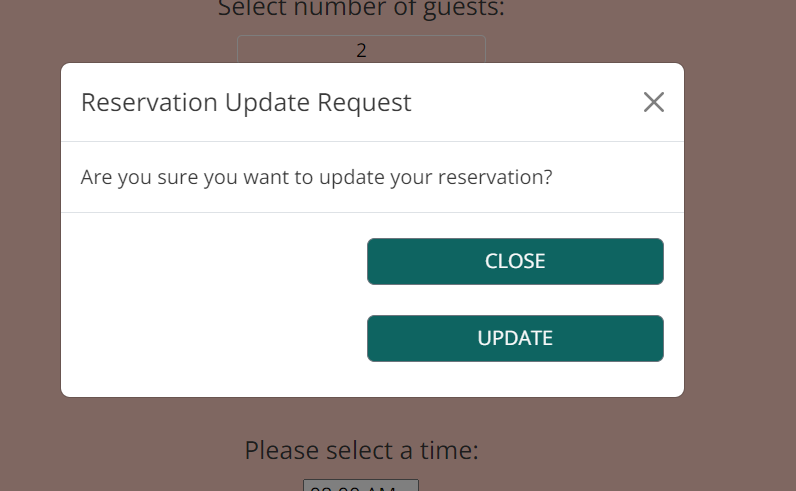 Select number of guests:
2
Reservation Update Request
Are you sure you want to update your reservation?
CLOSE
UPDATE
Please select a time: